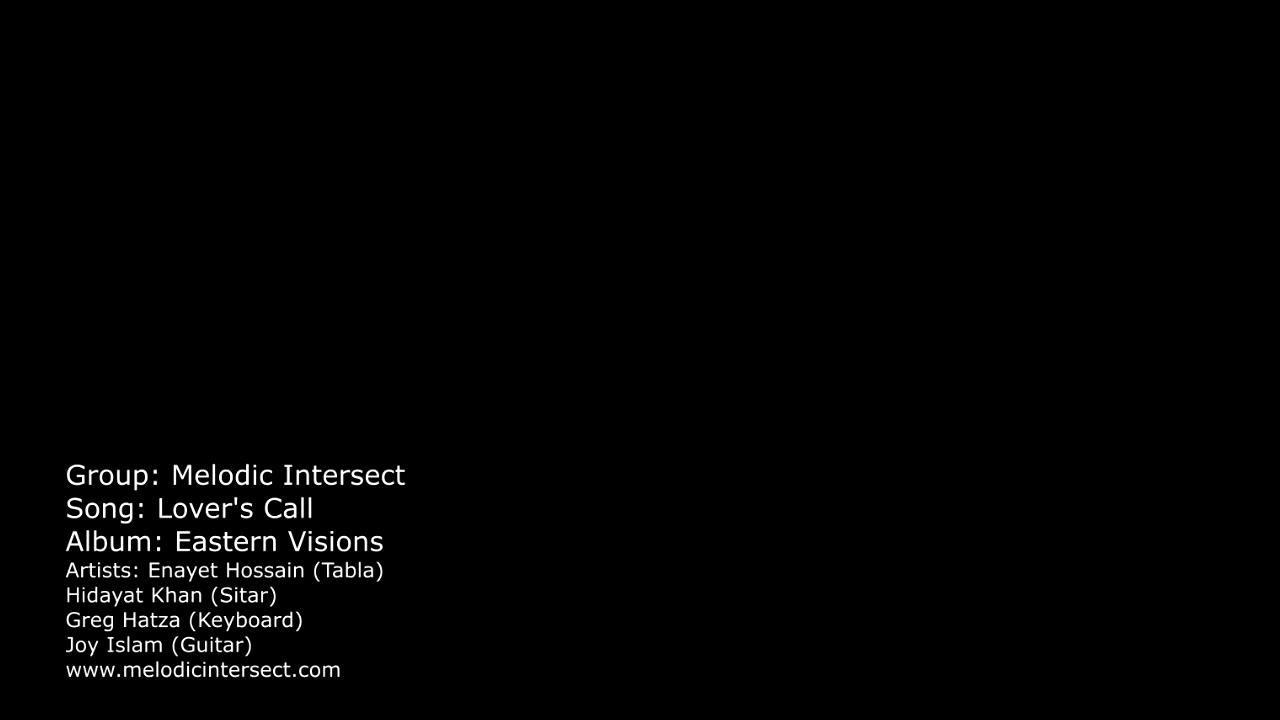 Group: Melodic Intersect
Song: Lover's Call
Album: Eastern Visions
Artists: Enayet Hossain (Tabla)
Hidayat Khan (Sitar)
Greg Hatza (Keyboard)
Joy Islam (Guitar)
www.melodicintersect.com